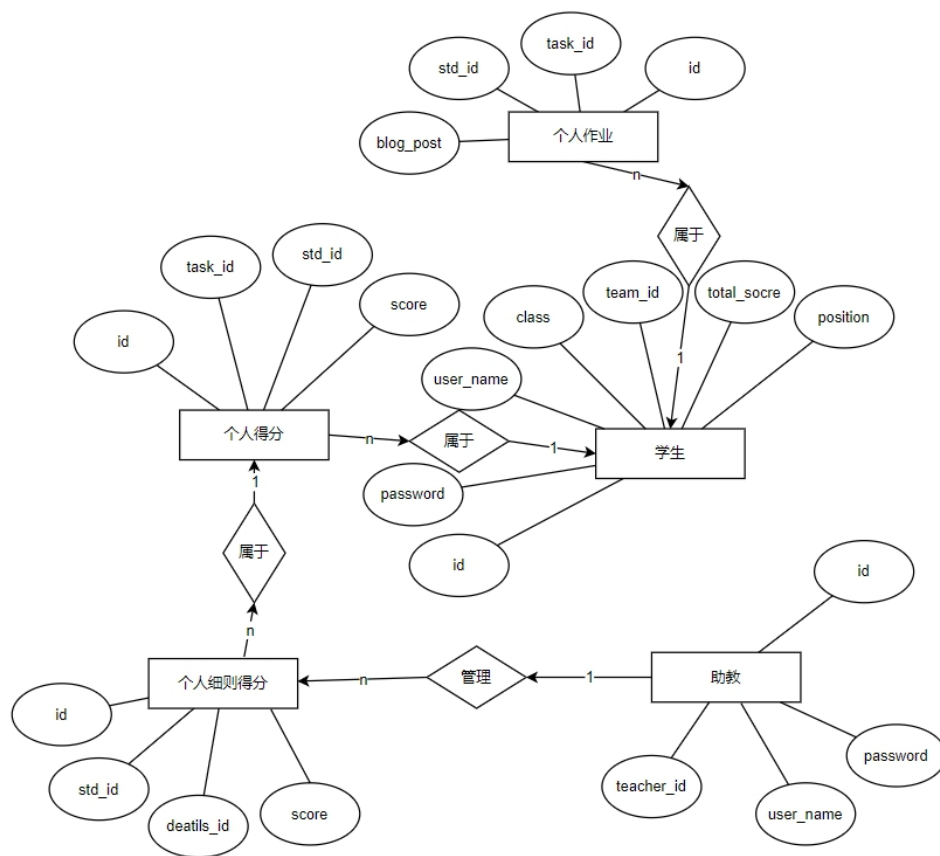 task_id
std_id
id
blog_post
个人作业
n
属于
std_id
task_id
team_id
total_socre
score
class
position
id
1
user_name
个人得分
n
属于
1
学生
1
password
属于
id
id
n
个人细则得分
n
管理
1
助教
id
password
std_id
teacher_id
score
user_name
deatils_id